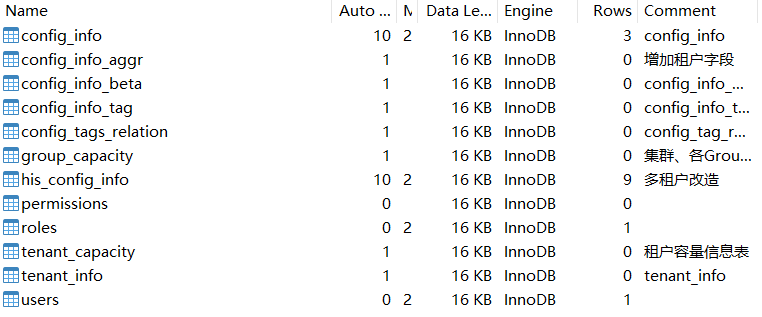 Name Auto ... M Data Le... Engine Rows Comment
config_info 10 2 16 KB InnoDB 3 config_info
config_info_aggr 1 16 KB InnoDB 0 增加租户字段
config_info_beta 1 16 KB InnoDB 0 config_info_...
config_info_tag 1 16 KB InnoDB 0 config_info_t...
config_tags_relation 1 16 KB InnoDB 0 config_tag_r...
group_capacity 1 16 KB InnoDB 0 集群、各Grou...
his_config_info 10 2 16 KB InnoDB 9 多租户改造
permissions 0 16 KB InnoDB 0
roles 0 2 16 KB InnoDB 1
tenant_capacity 1 16 KB InnoDB 0 租户容量信息表
tenant_info 1 16 KB InnoDB 0 tenant_info
users 0 2 16 KB InnoDB 1